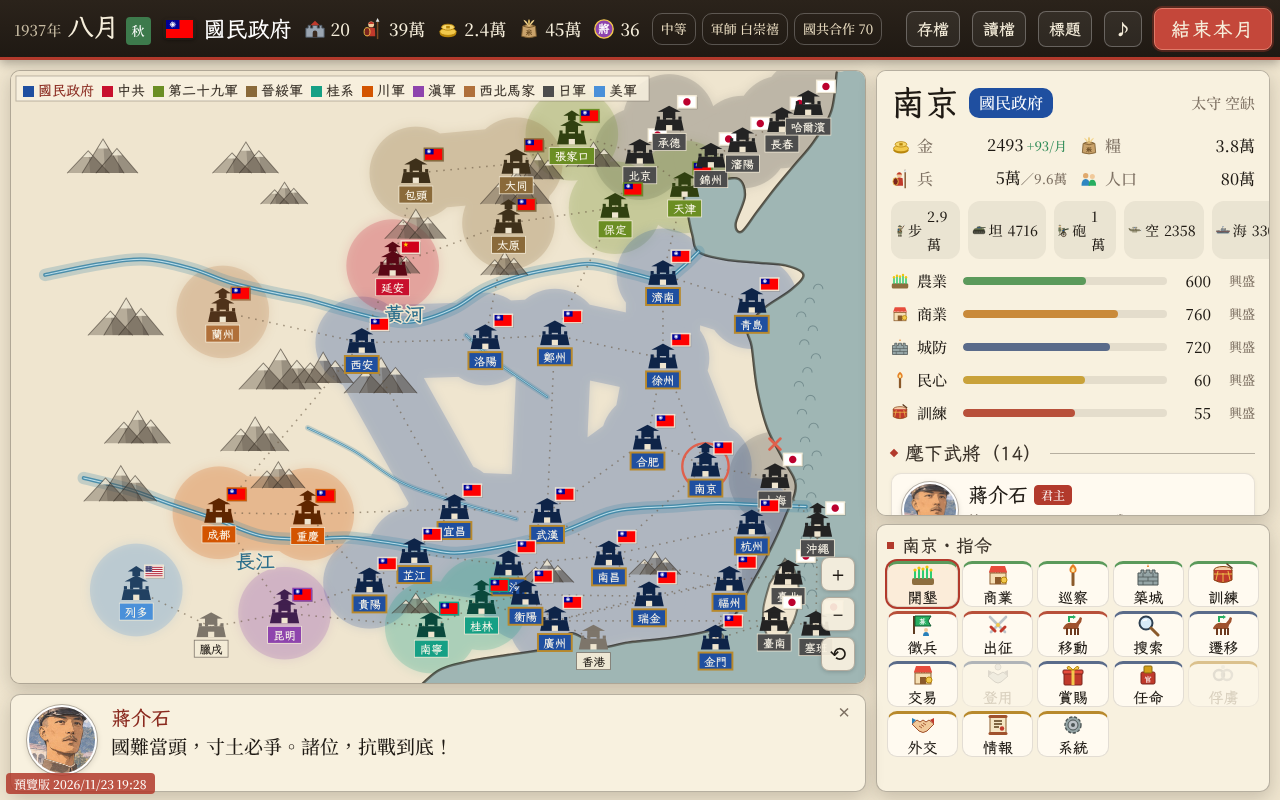 1937年 八月 秋 國民政府 20 39萬 2.4萬 45萬 36 中等 軍師 白崇禧 國共合作 70 存檔 讀檔 標題 ♪ 結束本月
國民政府 中共 第二十九軍 晉綏軍 桂系 川軍 滇軍 西北馬家 日軍 美軍
哈爾濱
長春
承德
張家口
瀋陽
北京
錦州
大同
包頭
天津
保定
太原
延安
濟南
黃河
青島
蘭州
西安
洛陽
鄭州
徐州
合肥
南京
海
成都
重慶
宜昌
武漢
杭州
沖繩
長江
芷江
南昌
列多
貴陽
衡陽
福州
瑞金
桂林
昆明
臘戌
南寧
廣州
香港
金門
臺南
塞
+
−
⟲
蔣介石
國難當頭，寸土必爭。諸位，抗戰到底！
×
預覽版 2026/11/23 19:28
南京 國民政府 太守 空缺
金 2493 +93/月 糧 3.8萬
兵 5萬/9.6萬 人口 80萬
步 2.9萬 坦 4716 砲 1萬 空 2358 海 330
農業 600 興盛
商業 760 興盛
城防 720 興盛
民心 60 興盛
訓練 55 興盛
麾下武將（14）
蔣介石 君主
南京・指令
開墾 商業 巡察 築城 訓練
徵兵 出征 移動 搜索 遷移
交易 登用 賞賜 任命 俘虜
外交 情報 系統